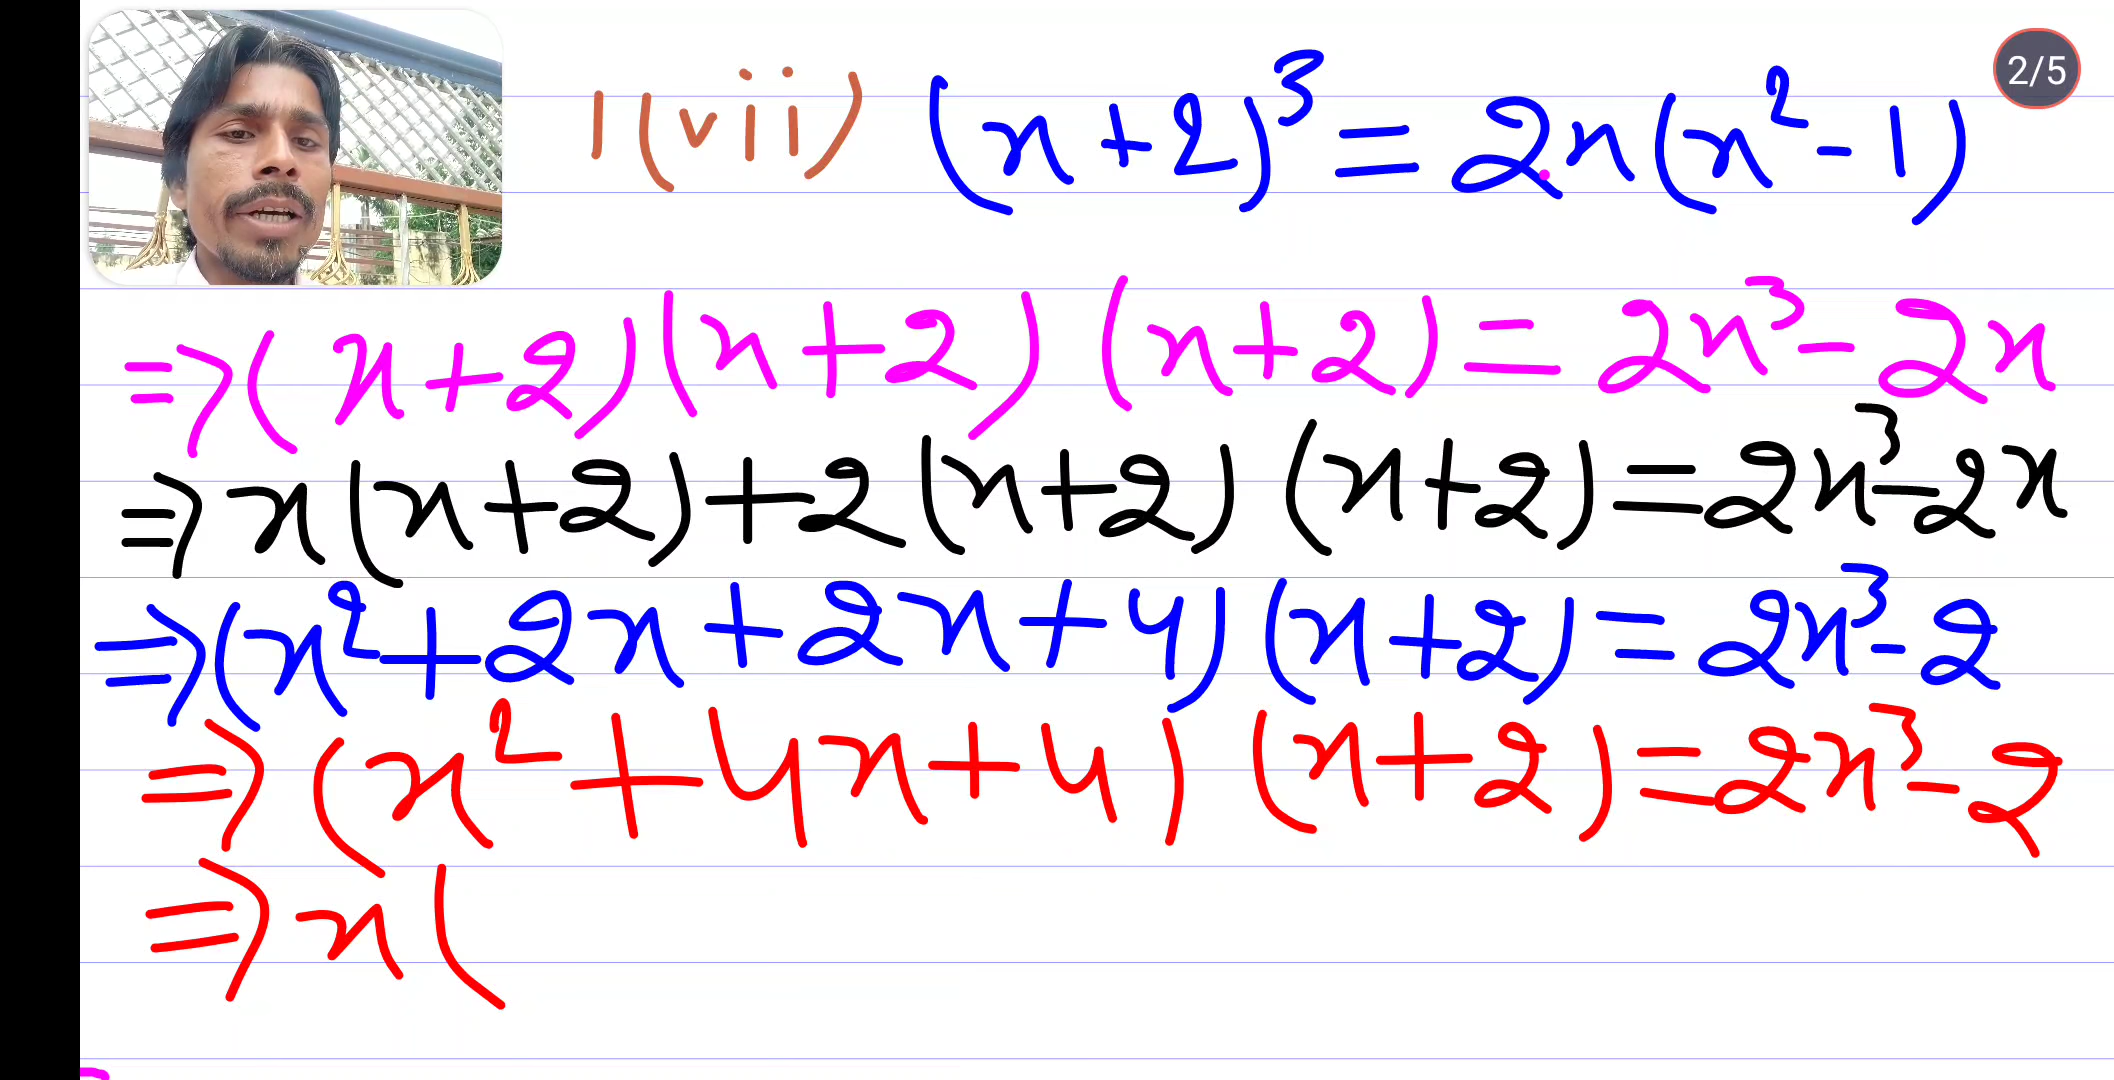 2/5
1(vii) (x+2)³ = 2x(x²-1)
⇒(x+2)(x+2)(x+2)=2x³-2x
⇒x(x+2)+2(x+2)(x+2)=2x³-2x
⇒(x²+2x+2x+4)(x+2)=2x³-2
⇒(x²+4x+4)(x+2)=2x³-2
⇒x(